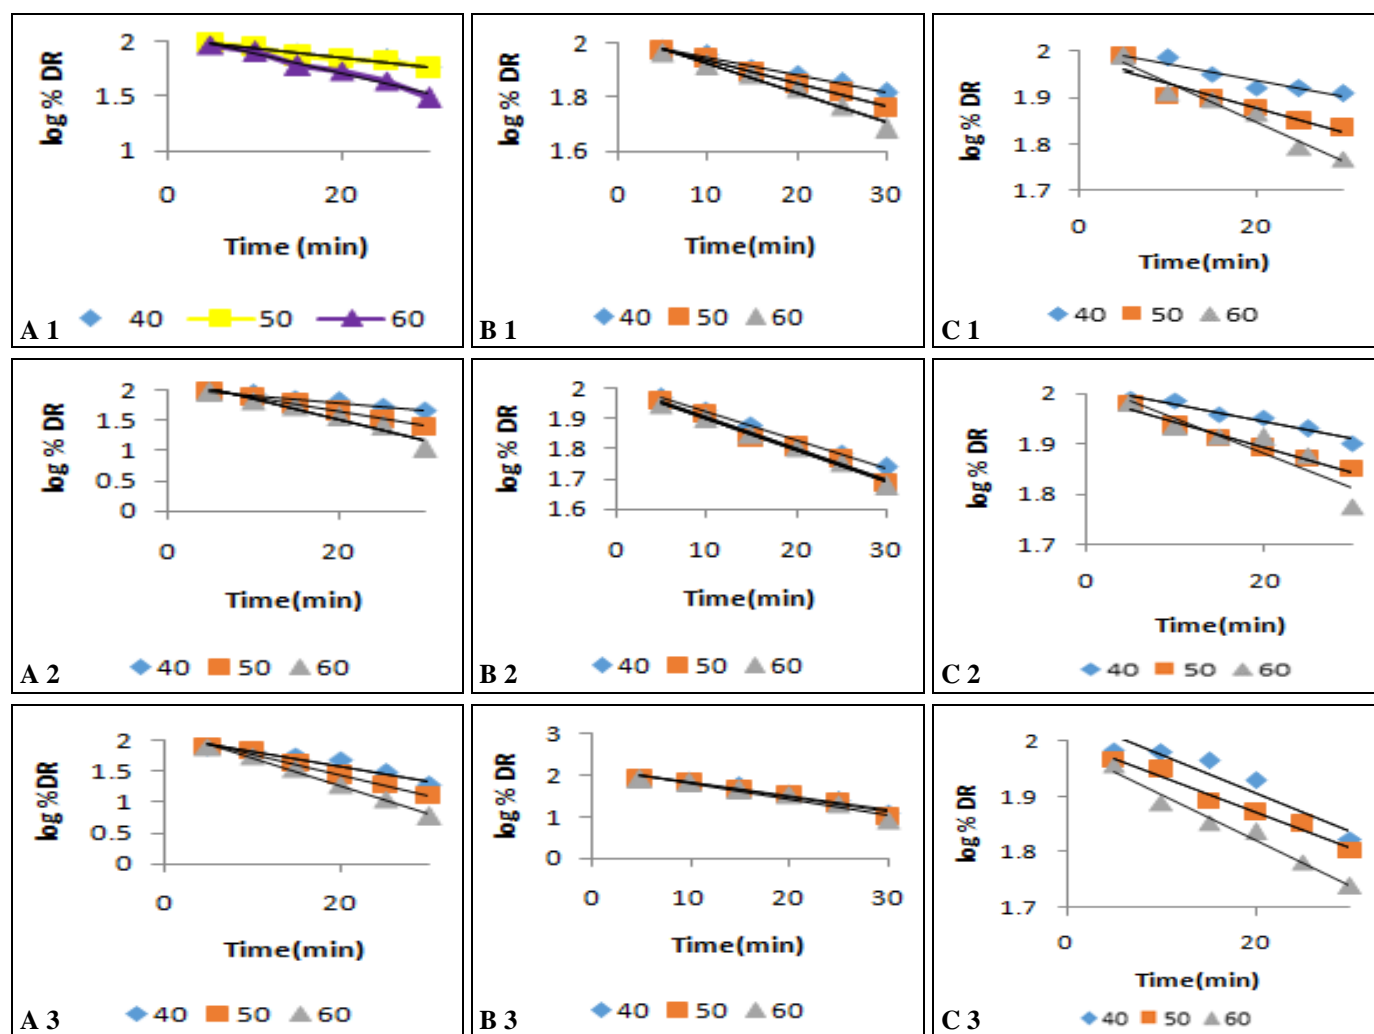 log % DR
2
1.5
1
0
20
Time (min)
40 50 60
A 1
log % DR
2
1.8
1.6
0 10 20 30
Time(min)
40 50 60
B 1
log % DR
2
1.9
1.8
1.7
0 20
Time(min)
40 50 60
C 1
log % DR
2
1.5
1
0.5
0
0 20
Time(min)
40 50 60
A 2
log % DR
2
1.9
1.8
1.7
1.6
0 10 20 30
Time(min)
40 50 60
B 2
log % DR
2
1.9
1.8
1.7
0 20
Time(min)
40 50 60
C 2
log %DR
2
1.5
1
0.5
0
0 20
Time(min)
40 50 60
A 3
log % DR
3
2
1
0
0 10 20 30
Time(min)
40 50 60
B 3
log % DR
2
1.9
1.8
1.7
0 20
Time(min)
40 50 60
C 3